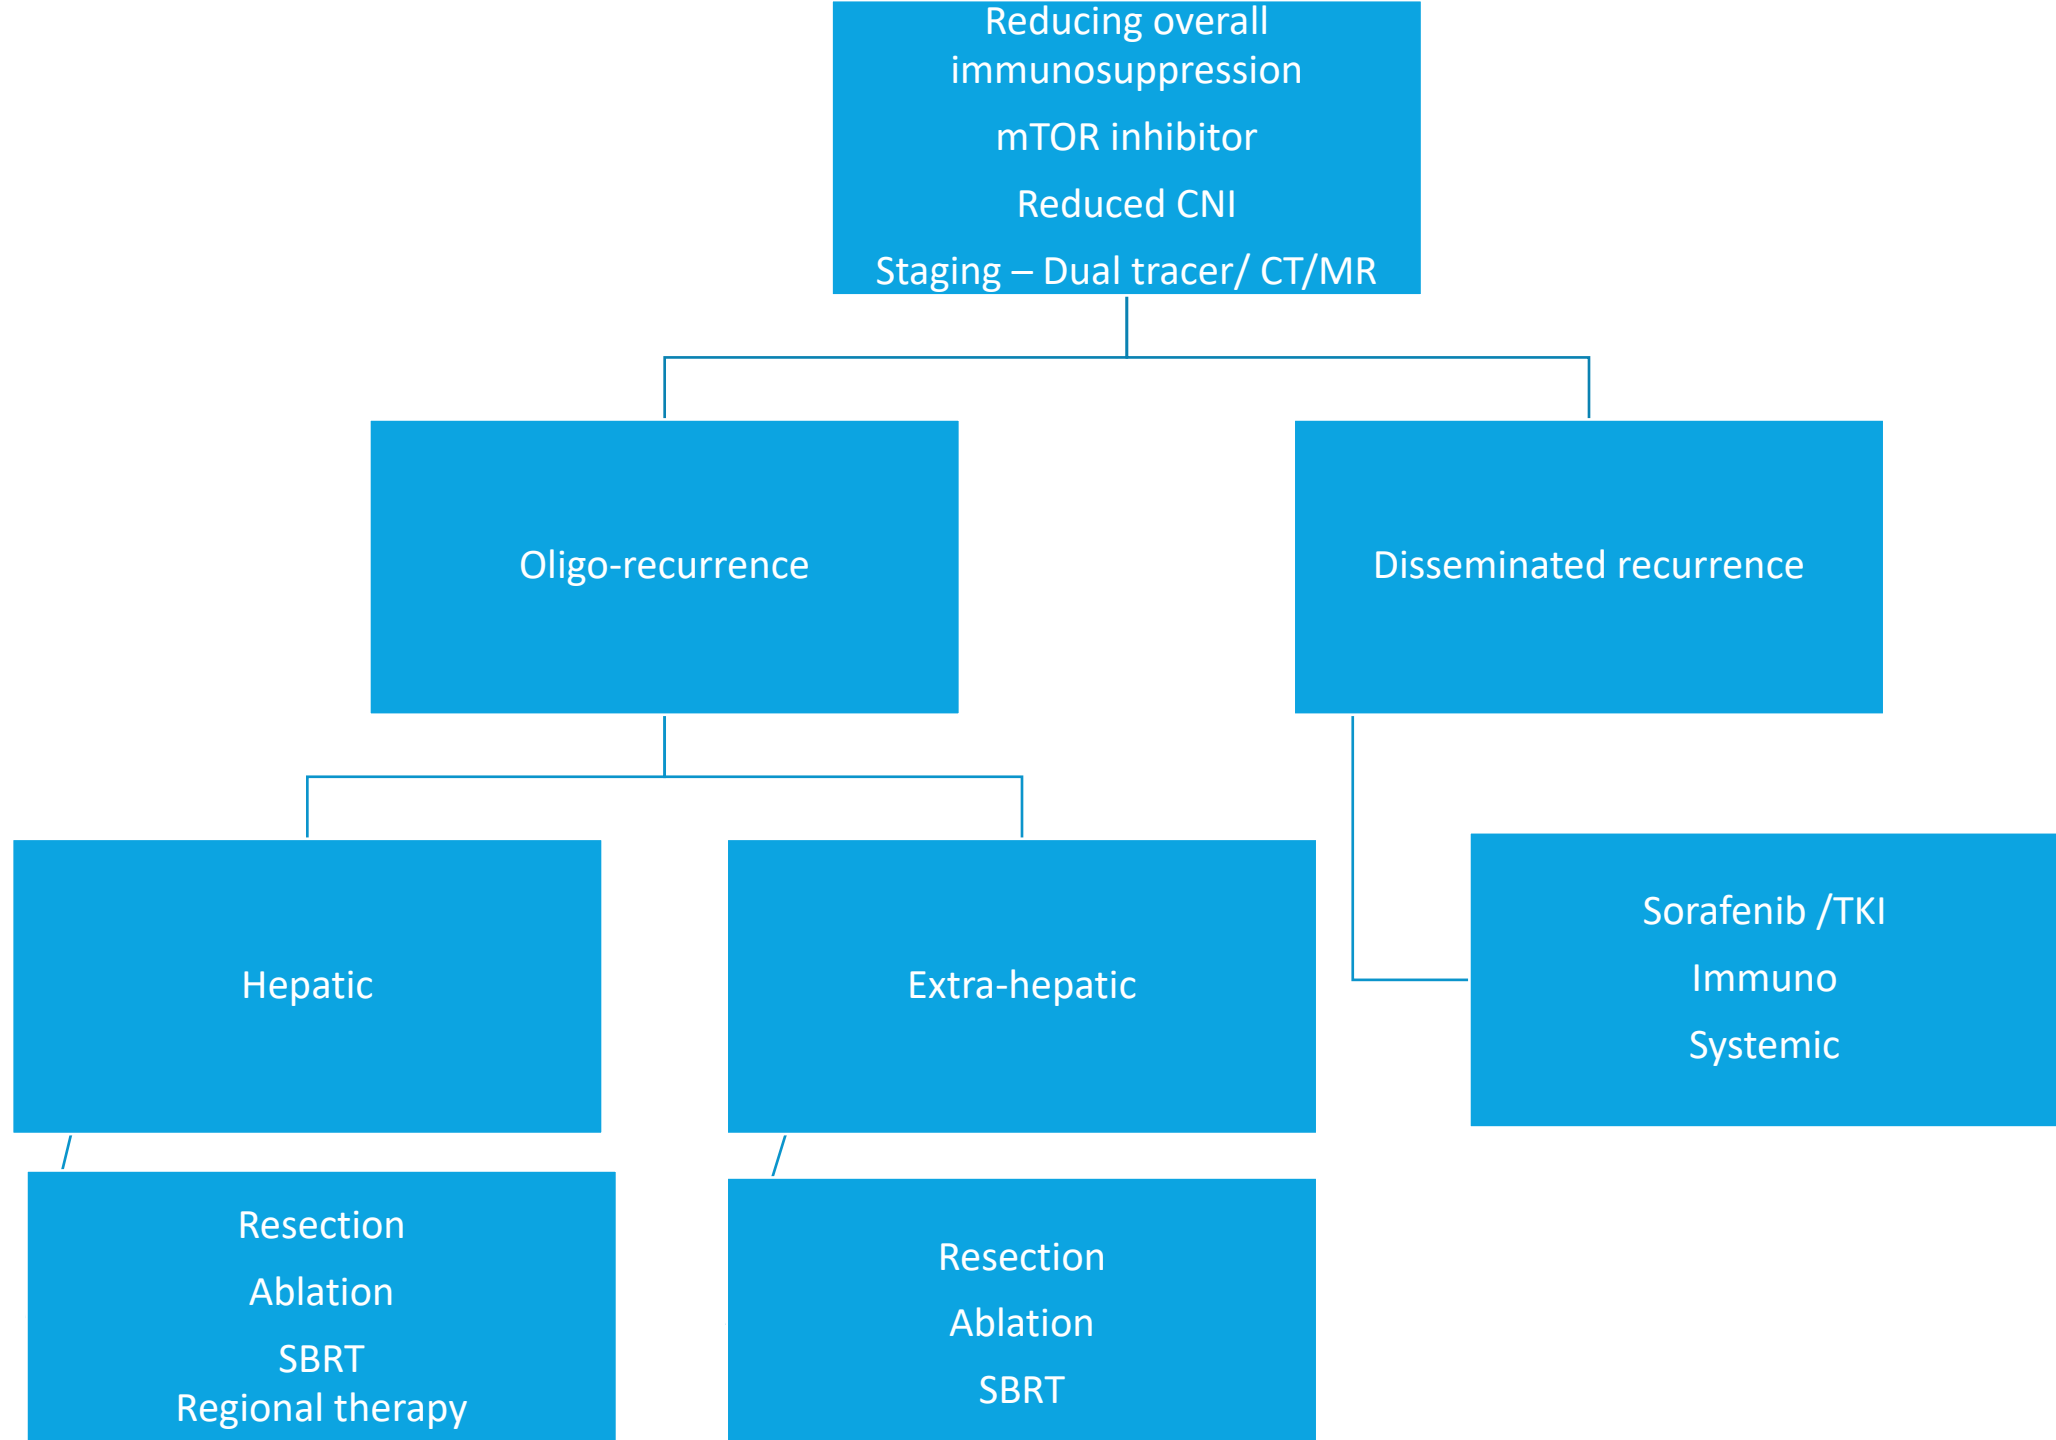 Reducing overall
immunosuppression
mTOR inhibitor
Reduced CNI
Staging – Dual tracer/ CT/MR
Oligo-recurrence
Disseminated recurrence
Hepatic
Extra-hepatic
Sorafenib /TKI
Immuno
Systemic
Resection
Ablation
SBRT
Regional therapy
Resection
Ablation
SBRT